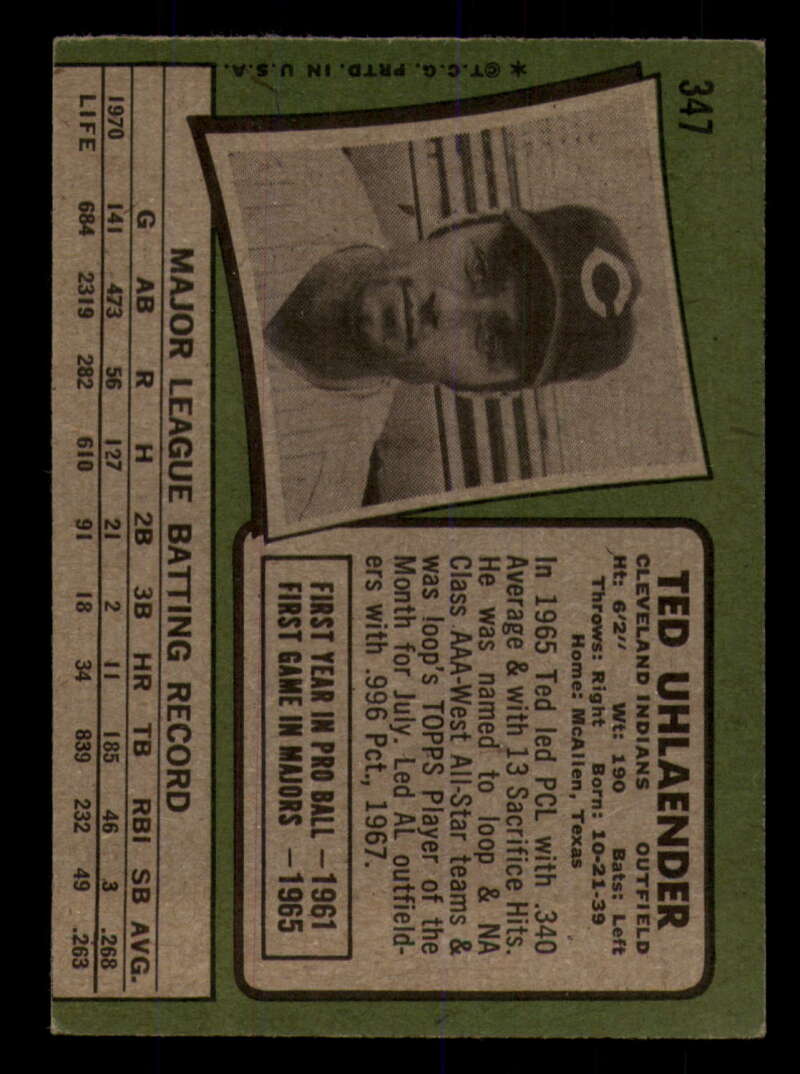 347
C
TED UHLAENDER
CLEVELAND INDIANS OUTFIELD
Ht: 6'2" Wt: 190 Bats: Left
Throws: Right Born: 10-21-39
Home: McAllen, Texas
In 1965 Ted led PCL with .340
Average & with 13 Sacrifice Hits.
He was named to loop & NA
Class AAA-West All-Star teams &
was loop's TOPPS Player of the
Month for July. Led AL outfield-
ers with .996 Pct., 1967.
FIRST YEAR IN PRO BALL — 1961
FIRST GAME IN MAJORS — 1965
MAJOR LEAGUE BATTING RECORD
G AB R H 2B 3B HR TB RBI SB AVG.
1970 141 473 56 127 21 2 11 185 46 3 .268
LIFE 684 2319 282 610 91 18 34 839 232 49 .263
* © T.C.G. PRTD. IN U.S.A.